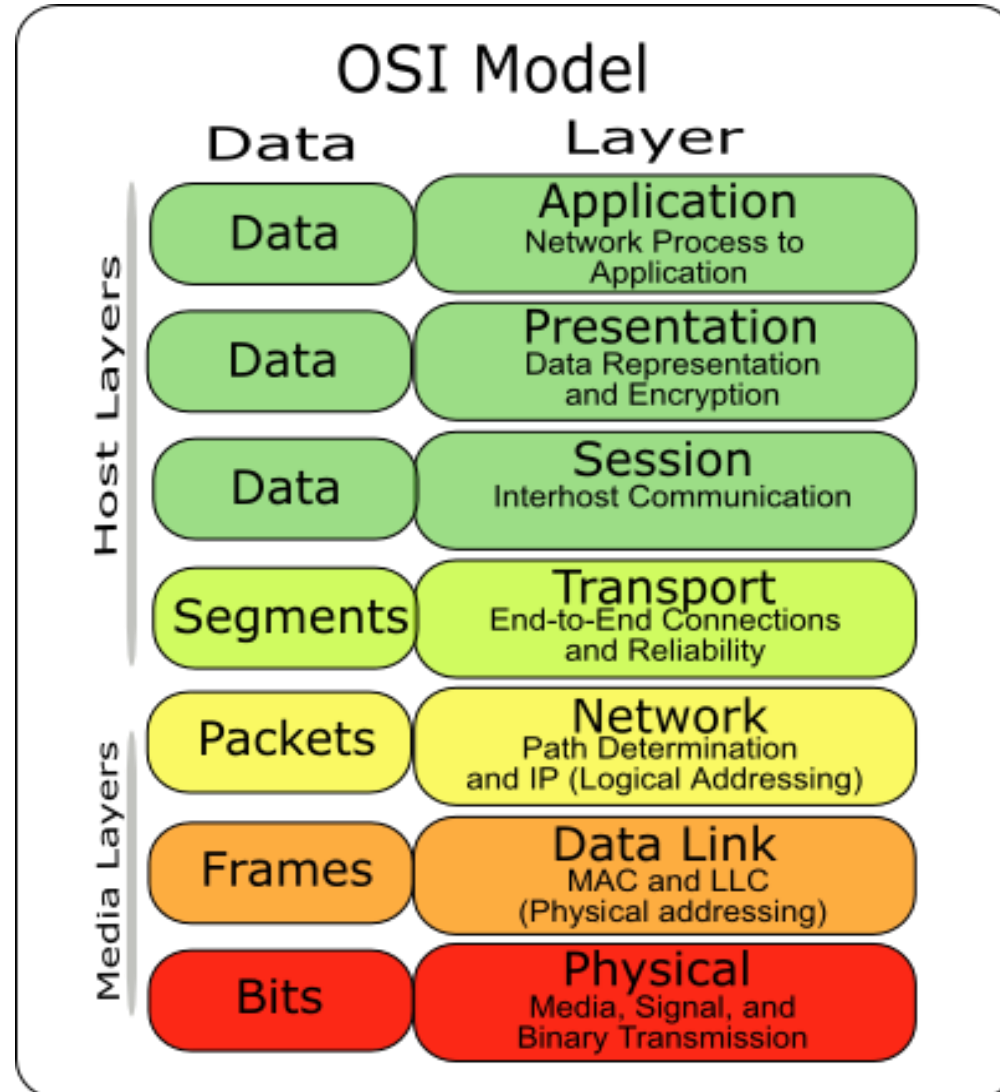 OSI Model
Data Layer
Host Layers
Data
Application
Network Process to
Application
Data
Presentation
Data Representation
and Encryption
Data
Session
Interhost Communication
Segments
Transport
End-to-End Connections
and Reliability
Media Layers
Packets
Network
Path Determination
and IP (Logical Addressing)
Frames
Data Link
MAC and LLC
(Physical addressing)
Bits
Physical
Media, Signal, and
Binary Transmission